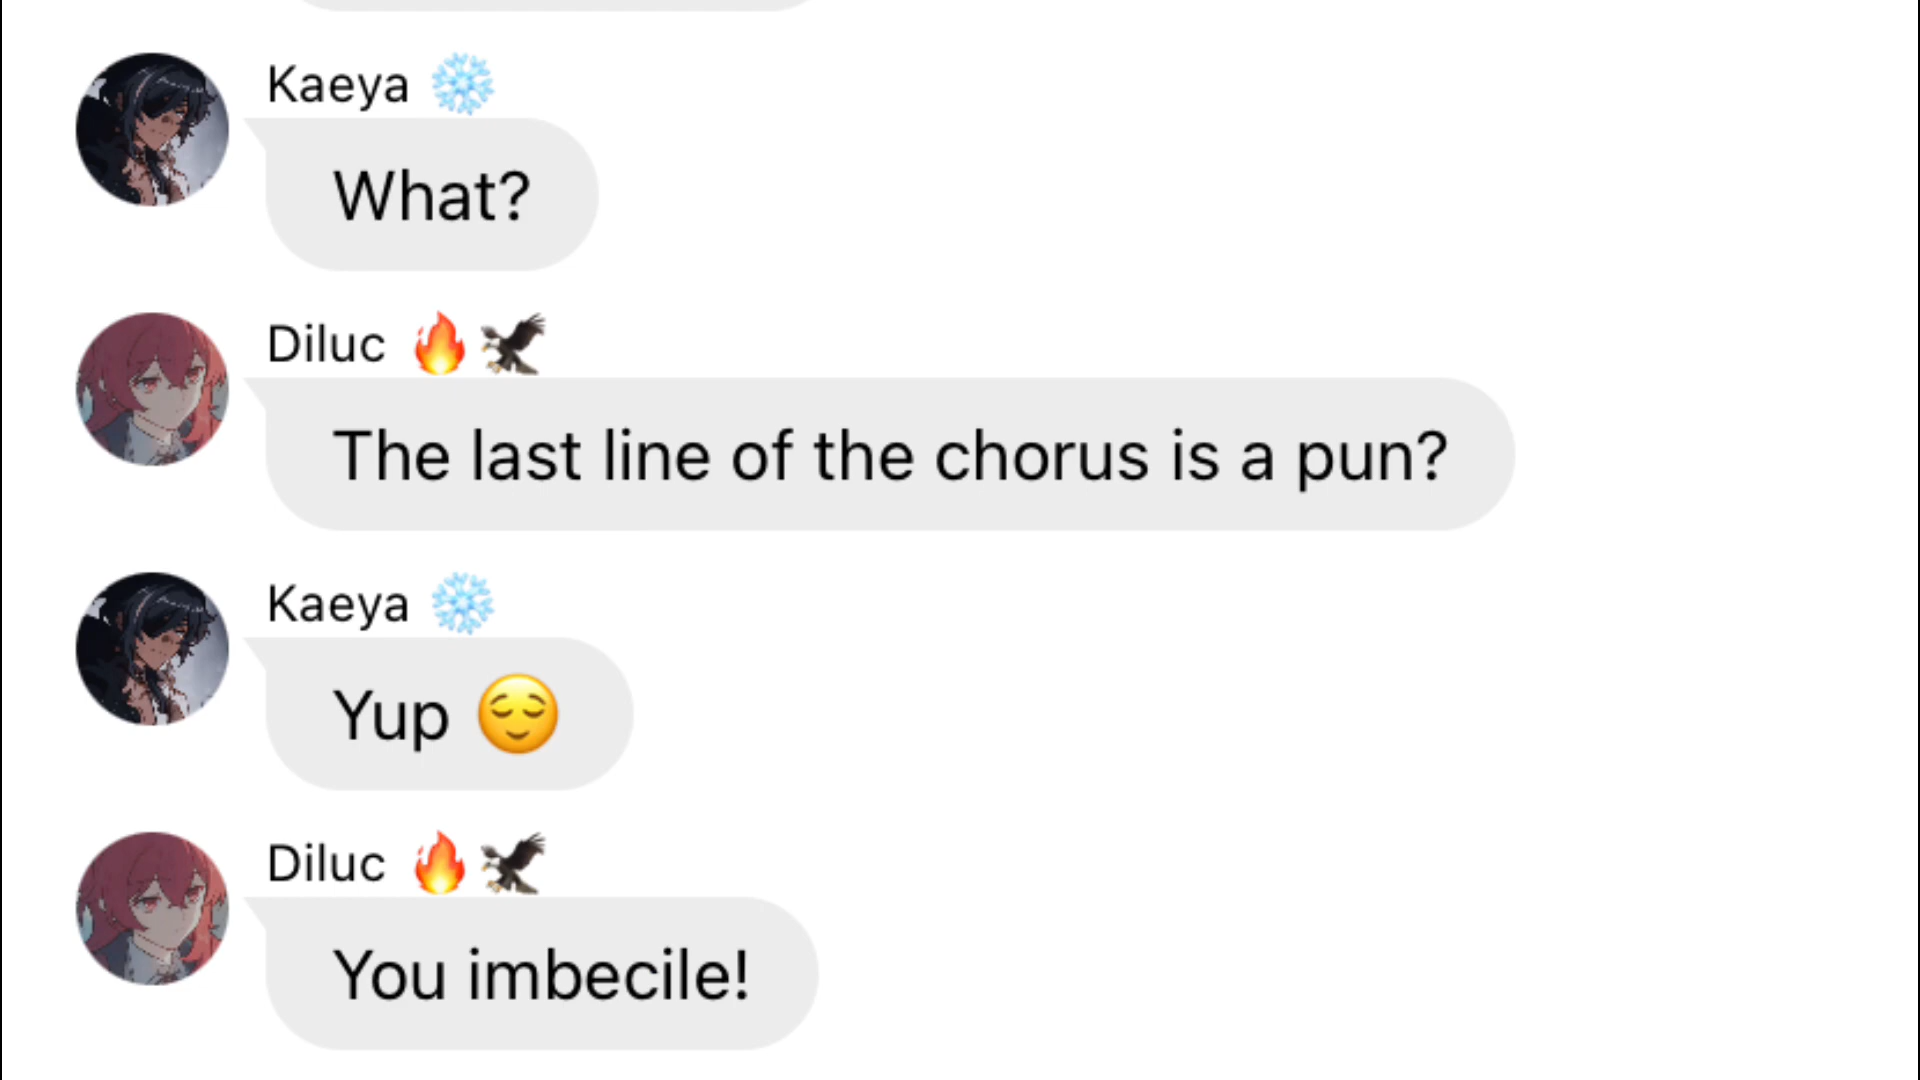 Kaeya ❄️
What?
Diluc 🔥🦅
The last line of the chorus is a pun?
Kaeya ❄️
Yup 😌
Diluc 🔥🦅
You imbecile!